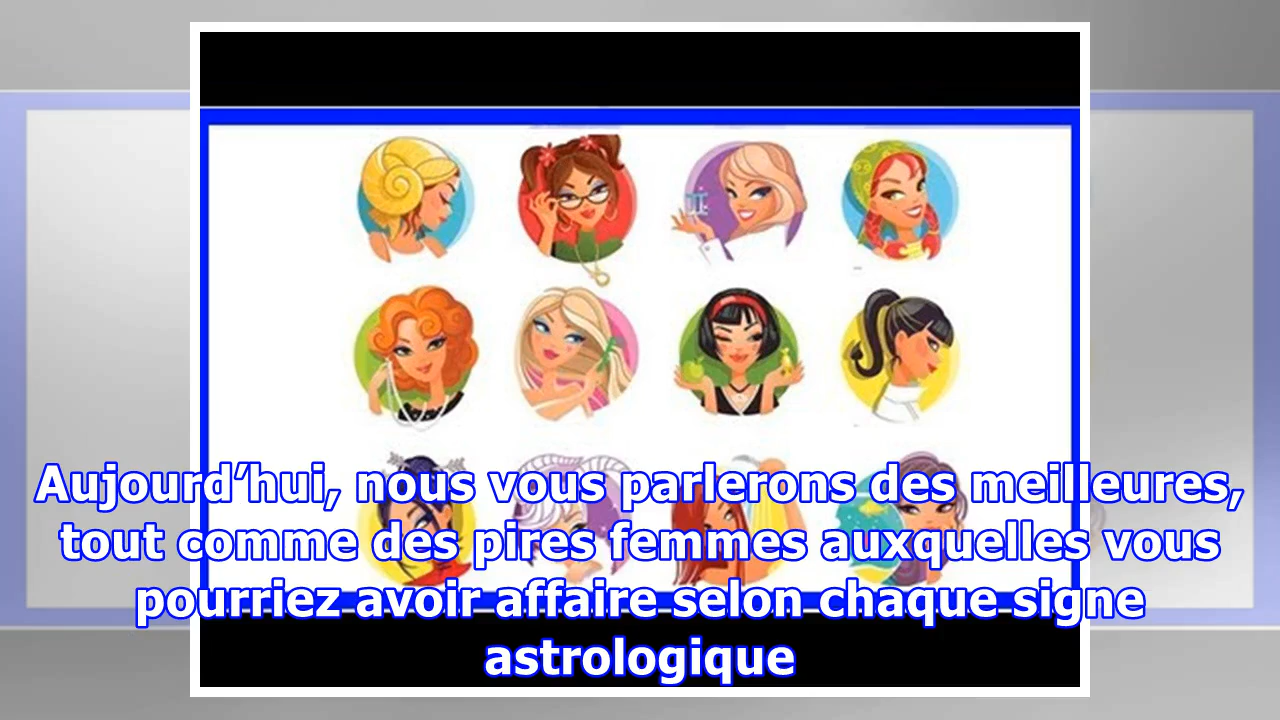 Aujourd’hui, nous vous parlerons des meilleures,
tout comme des pires femmes auxquelles vous
pourriez avoir affaire selon chaque signe
astrologique